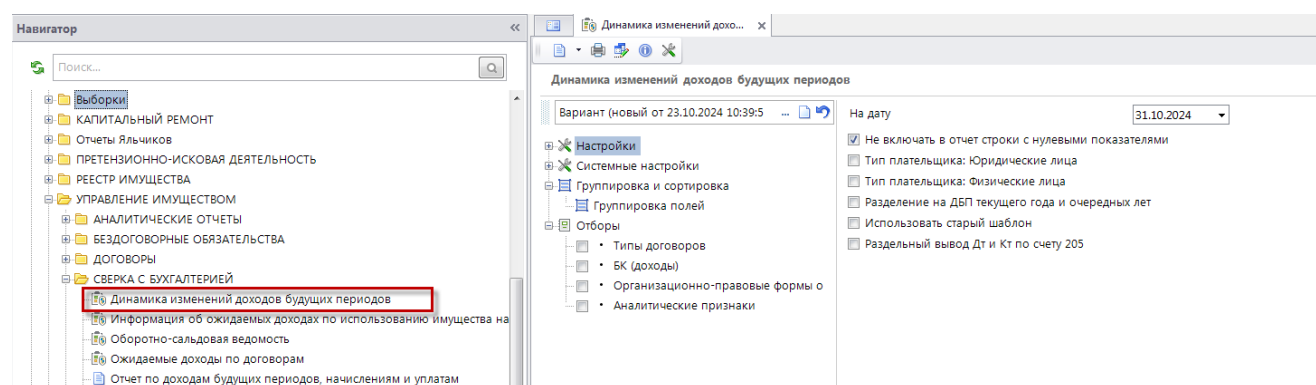 Навигатор
Поиск...
Выборки
КАПИТАЛЬНЫЙ РЕМОНТ
Отчеты Яльчиков
ПРЕТЕНЗИОННО-ИСКОВАЯ ДЕЯТЕЛЬНОСТЬ
РЕЕСТР ИМУЩЕСТВА
УПРАВЛЕНИЕ ИМУЩЕСТВОМ
АНАЛИТИЧЕСКИЕ ОТЧЕТЫ
БЕЗДОГОВОРНЫЕ ОБЯЗАТЕЛЬСТВА
ДОГОВОРЫ
СВЕРКА С БУХГАЛТЕРИЕЙ
Динамика изменений доходов будущих периодов
Информация об ожидаемых доходах по использованию имущества на
Оборотно-сальдовая ведомость
Ожидаемые доходы по договорам
Отчет по доходам будущих периодов, начислениям и уплатам
Динамика изменений дохо...
Динамика изменений доходов будущих периодов
Вариант (новый от 23.10.2024 10:39:5 ...
Настройки
Системные настройки
Группировка и сортировка
Группировка полей
Отборы
• Типы договоров
• БК (доходы)
• Организационно-правовые формы о
• Аналитические признаки
На дату 31.10.2024
Не включать в отчет строки с нулевыми показателями
Тип плательщика: Юридические лица
Тип плательщика: Физические лица
Разделение на ДБП текущего года и очередных лет
Использовать старый шаблон
Раздельный вывод Дт и Кт по счету 205